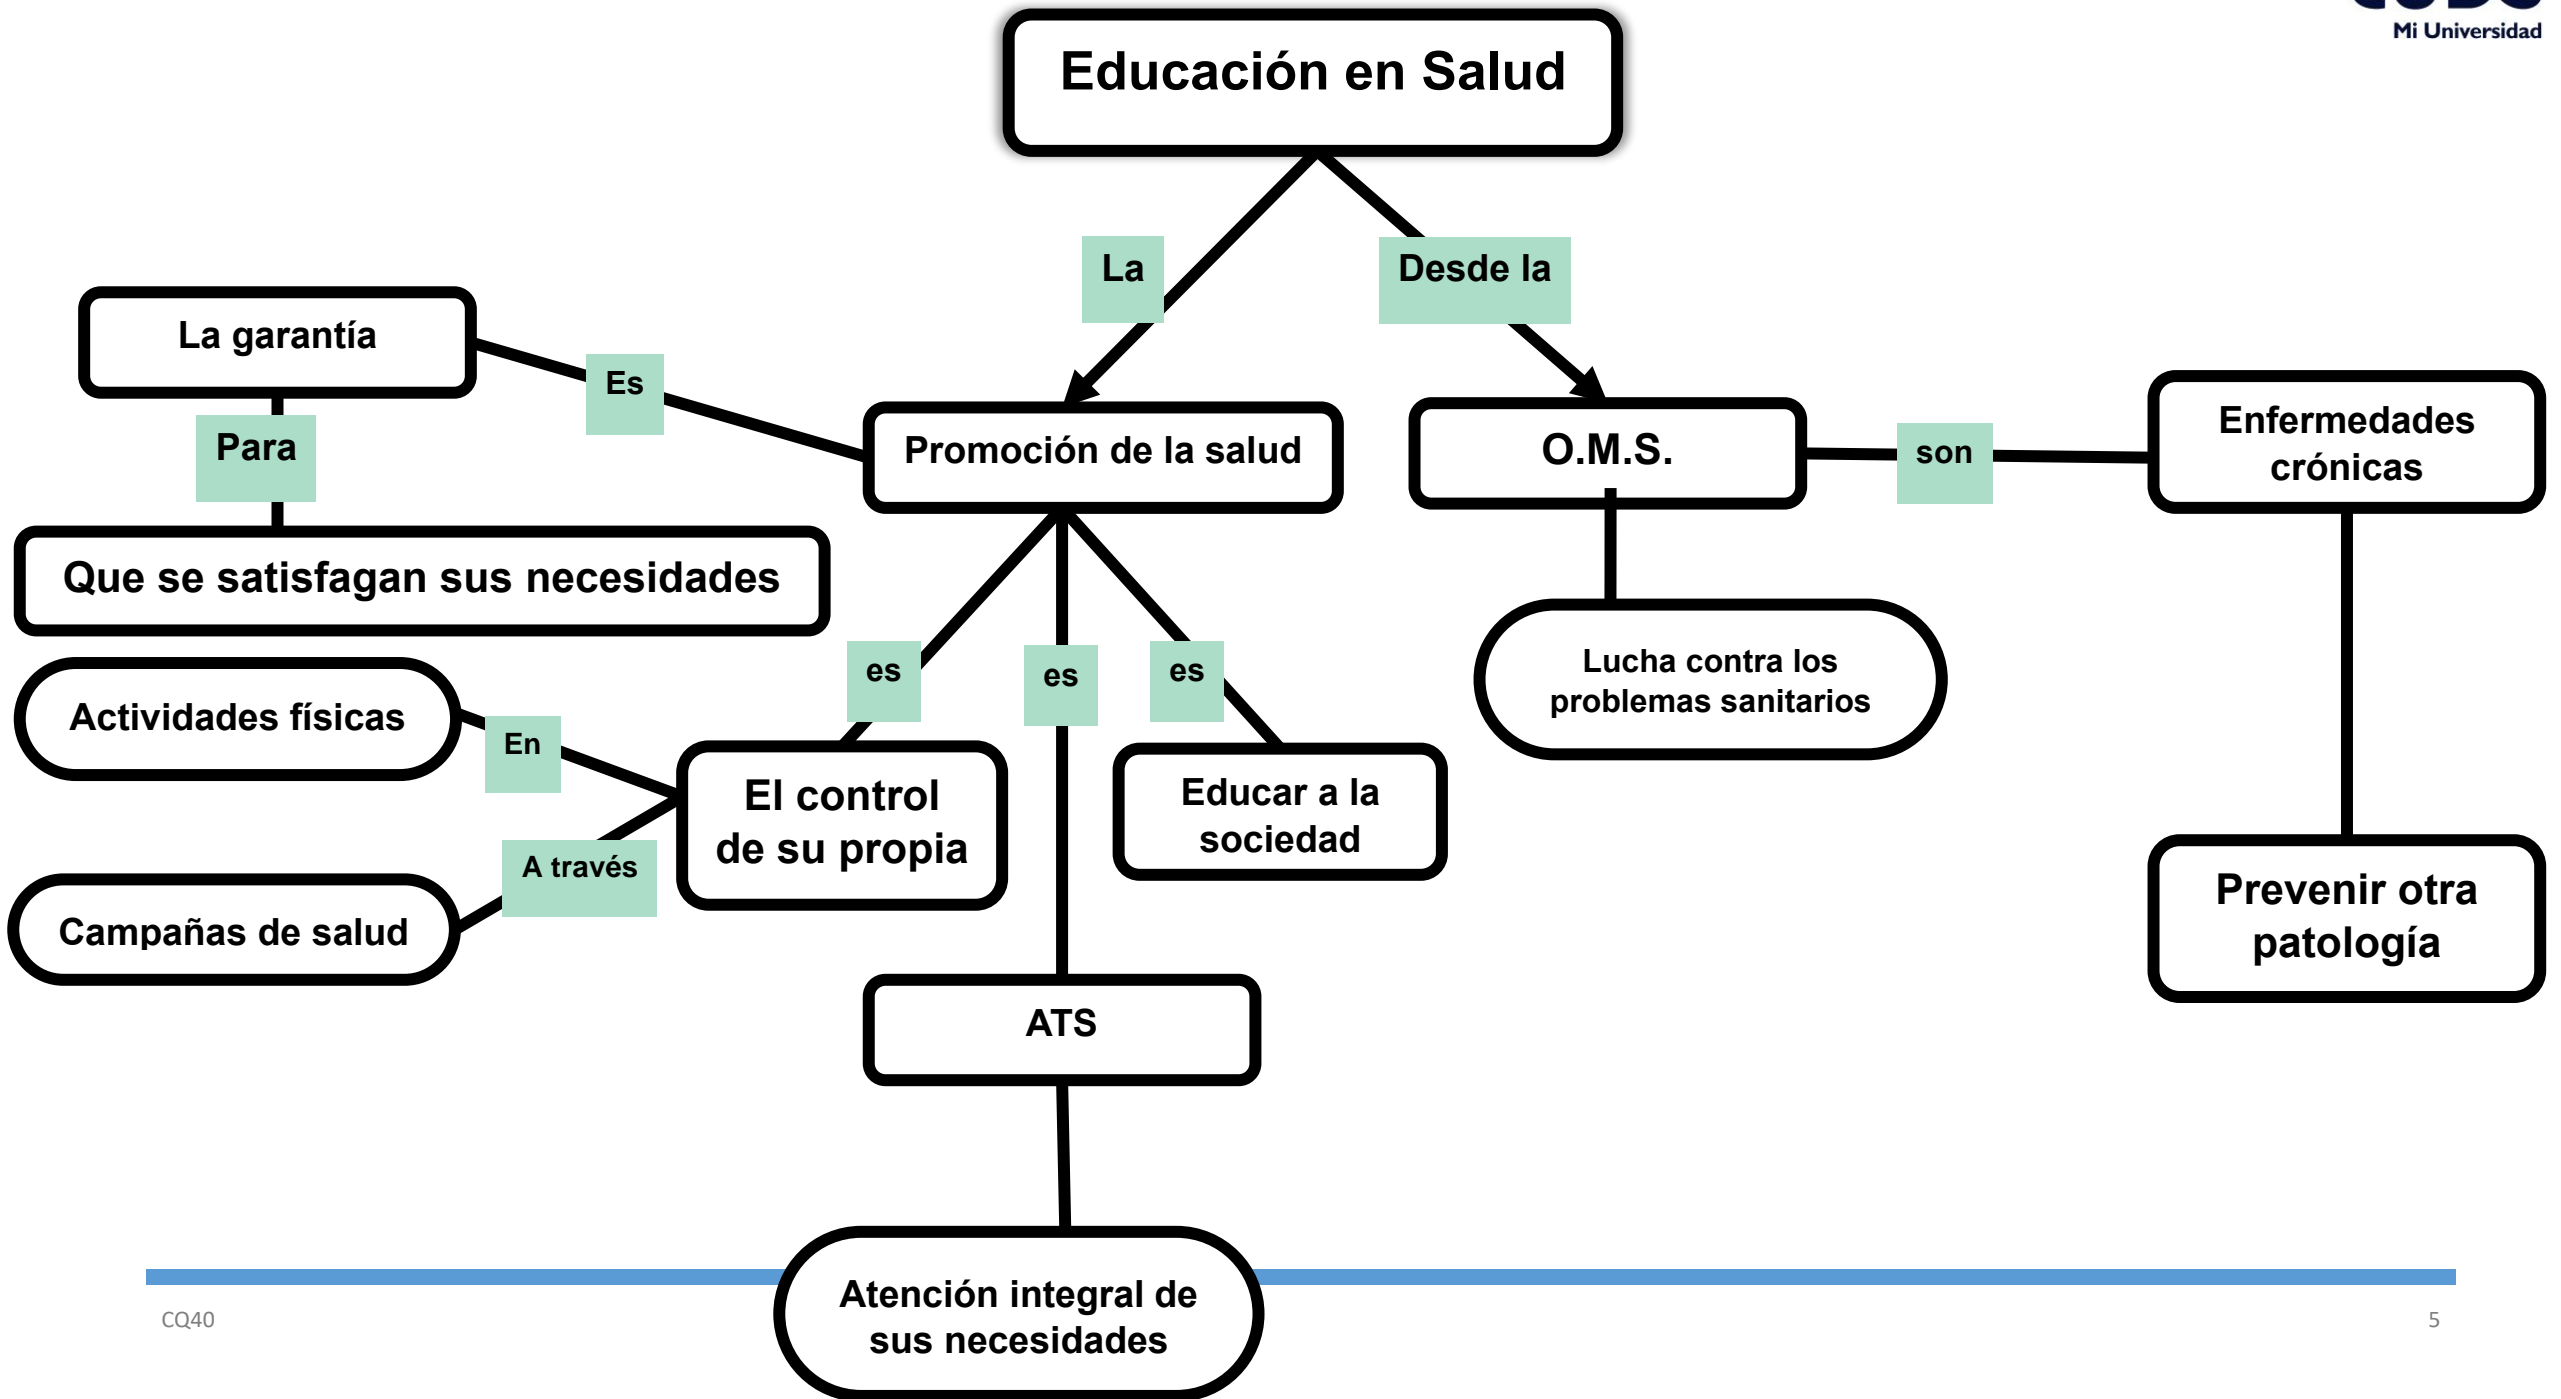 Mi Universidad
Educación en Salud
La
Desde la
La garantía
Es
Para
Promoción de la salud
O.M.S.
son
Enfermedades
crónicas
Que se satisfagan sus necesidades
es
es
es
Lucha contra los
problemas sanitarios
Actividades físicas
En
El control
de su propia
Educar a la
sociedad
A través
Campañas de salud
Prevenir otra
patología
ATS
Atención integral de
sus necesidades
CQ40
5